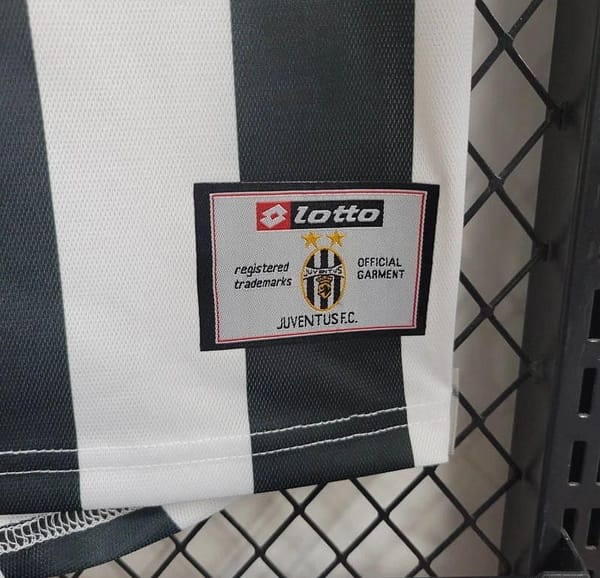 lotto
registered
trademarks
JUVENTUS
OFFICIAL
GARMENT
JUVENTUS F.C.